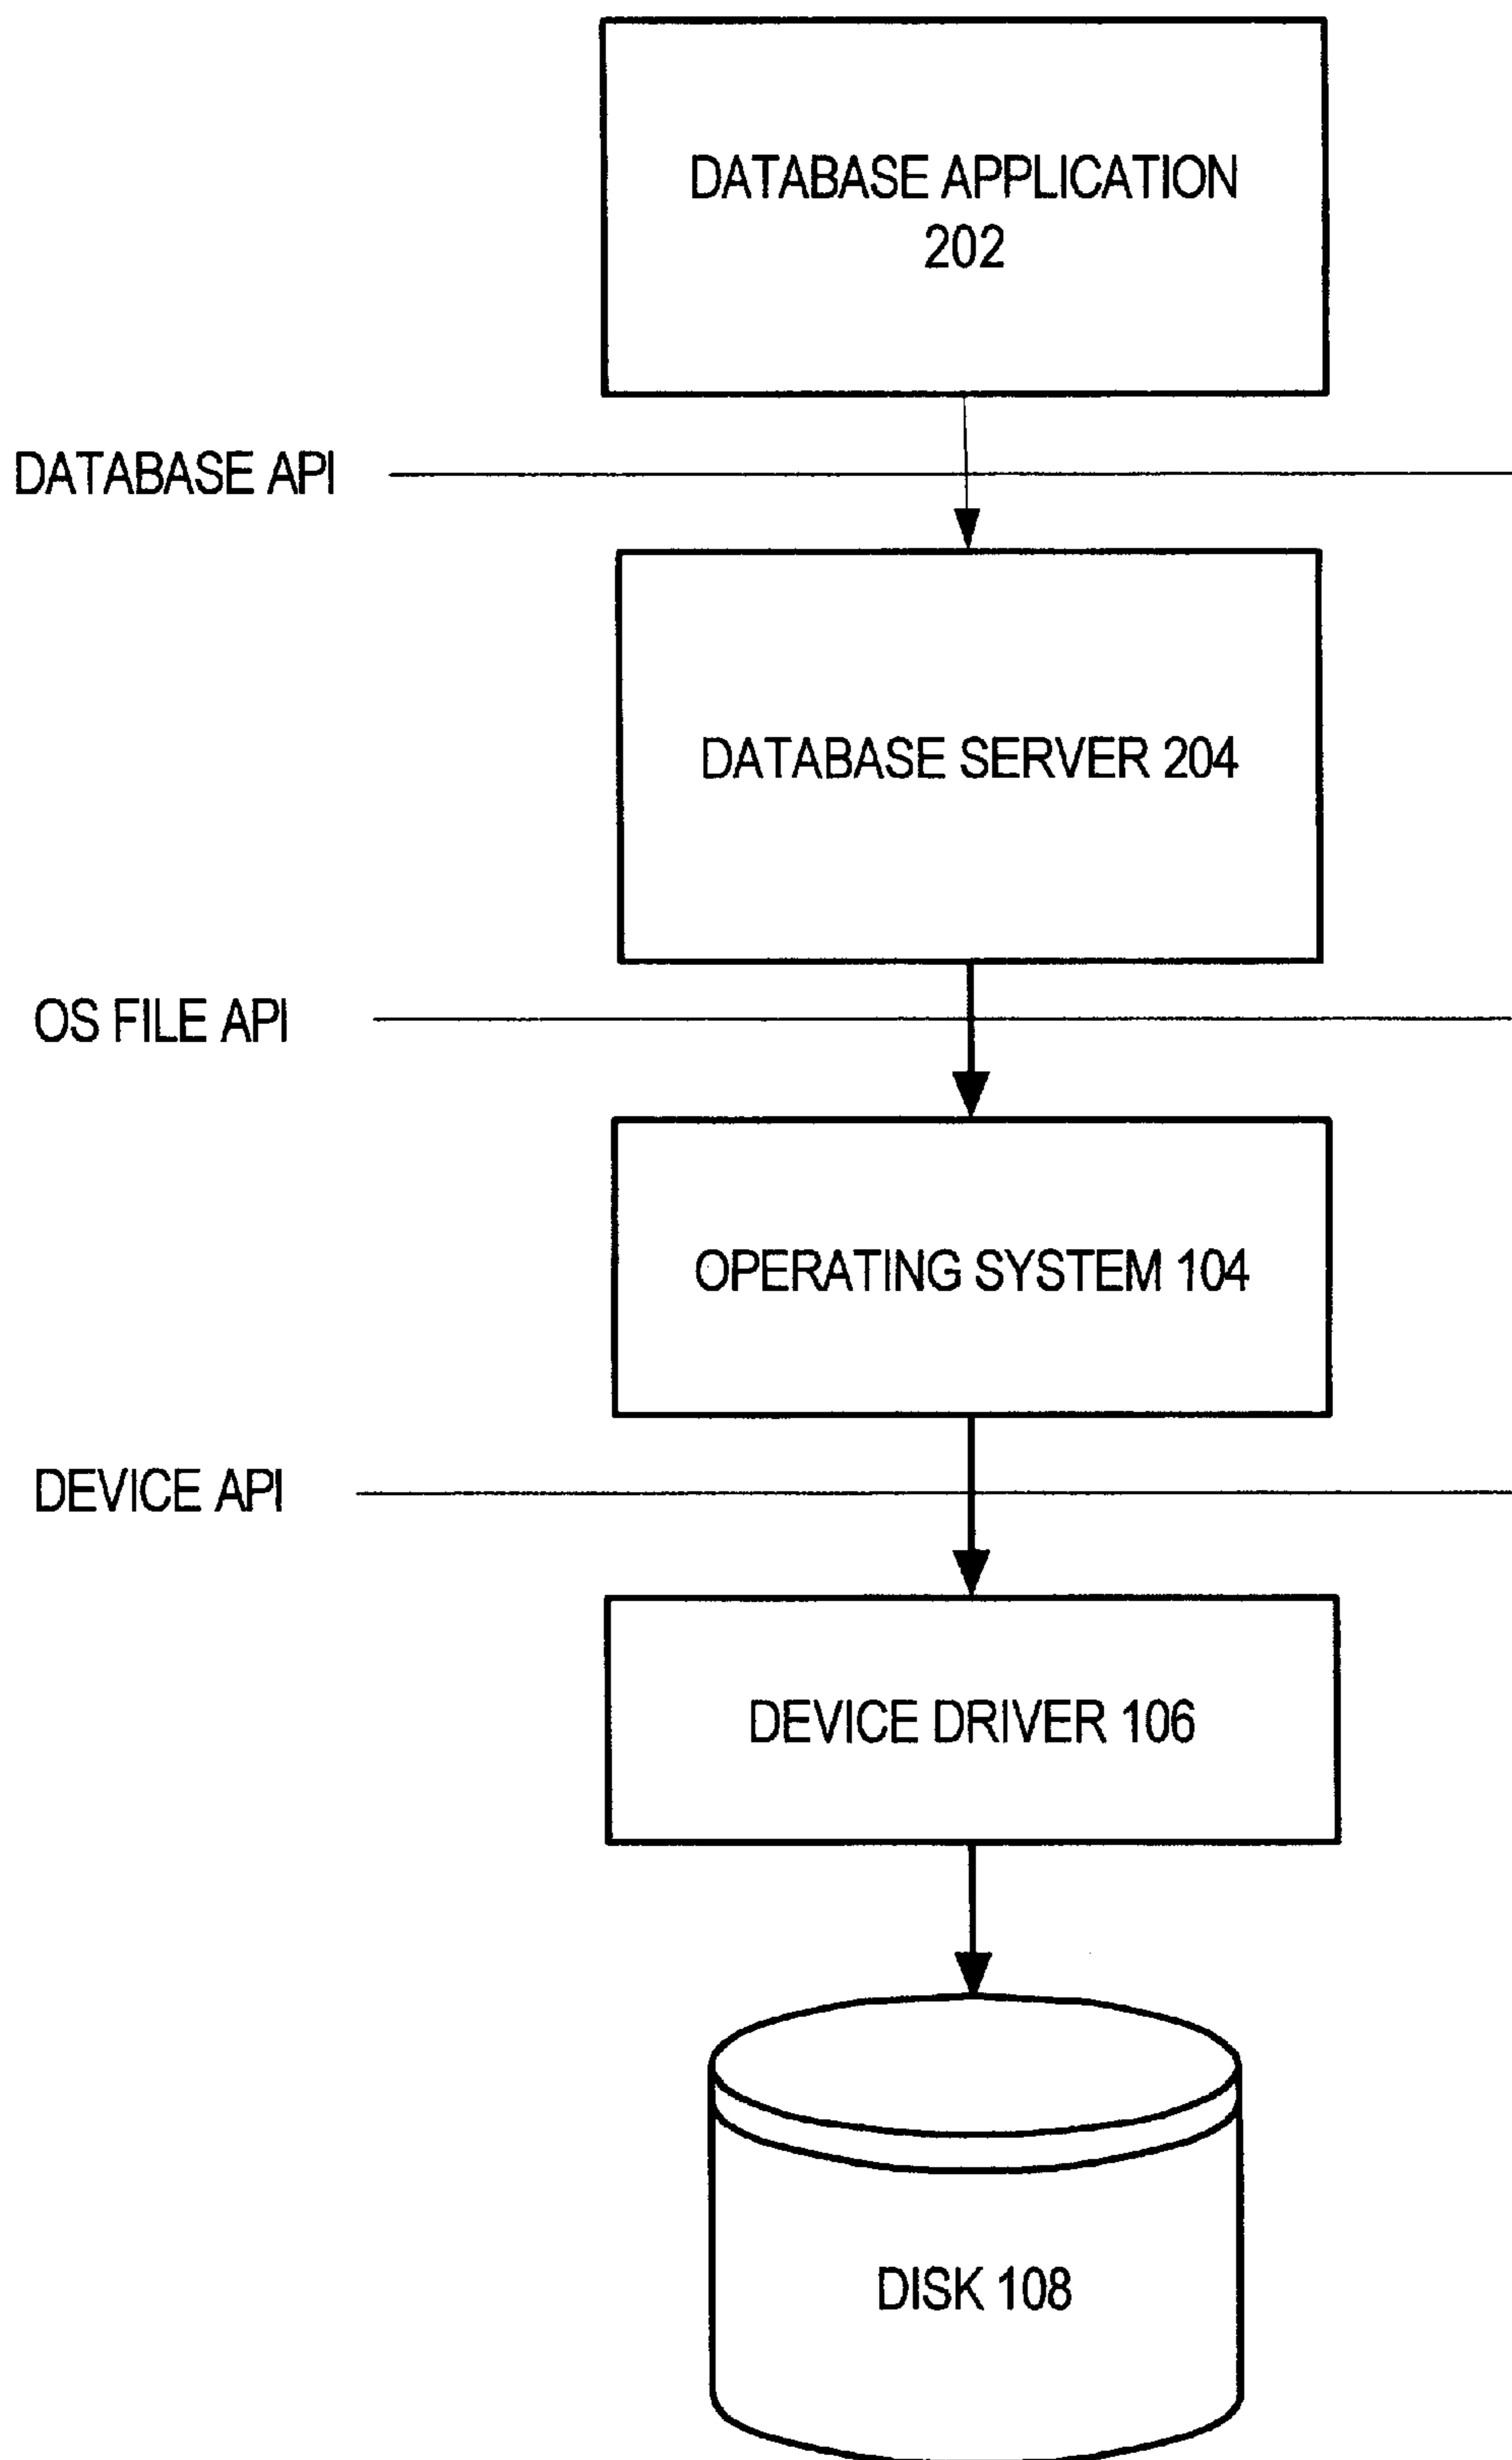 DATABASE APPLICATION
202
DATABASE API
DATABASE SERVER 204
OS FILE API
OPERATING SYSTEM 104
DEVICE API
DEVICE DRIVER 106
DISK 108